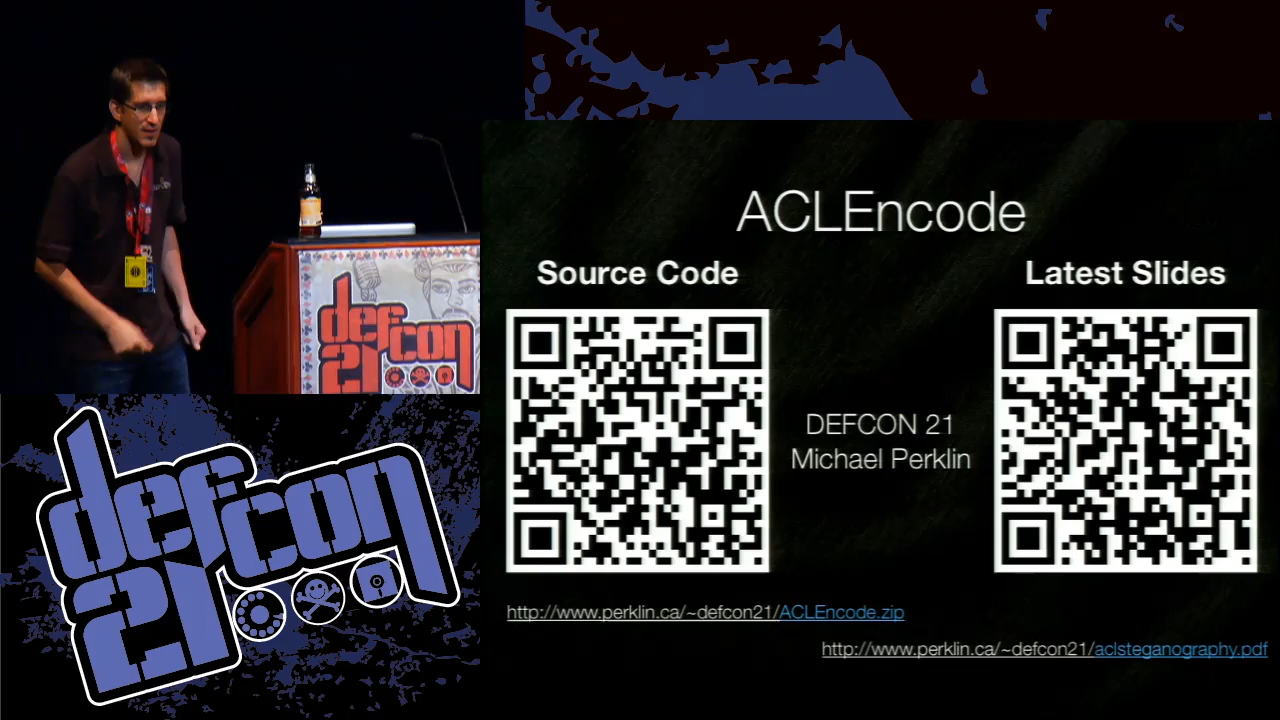 ACLEncode
Source Code
Latest Slides
DEFCON 21
Michael Perklin
http://www.perklin.ca/~defcon21/ACLEncode.zip
http://www.perklin.ca/~defcon21/aclsteganography.pdf
defcon
21
defcon
21